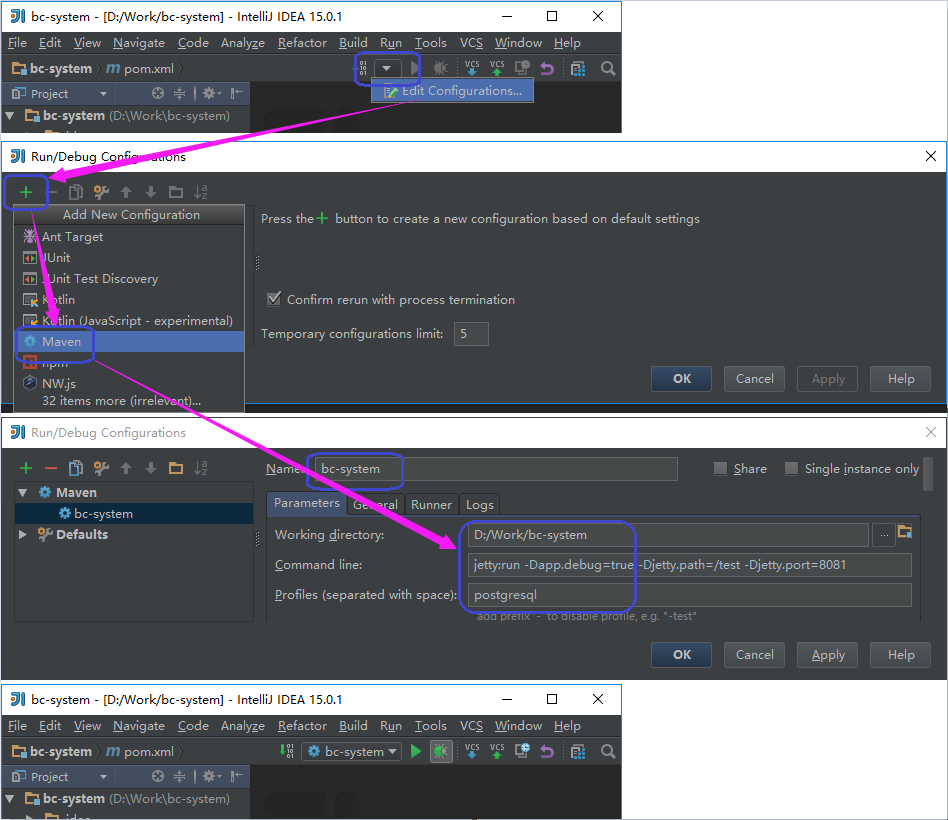 bc-system - [D:/Work/bc-system] - IntelliJ IDEA 15.0.1
File Edit View Navigate Code Analyze Refactor Build Run Tools VCS Window Help
bc-system pom.xml VCS VCS
Edit Configurations...
Project
bc-system (D:\Work\bc-system)
Run/Debug Configurations
Add New Configuration
Press the button to create a new configuration based on default settings
Ant Target
JUnit
JUnit Test Discovery
Kotlin
Confirm rerun with process termination
Kotlin (JavaScript - experimental)
Temporary configurations limit: 5
Maven
npm
NW.js
32 items more (irrelevant)...
OK Cancel Apply Help
Run/Debug Configurations
Name: bc-system Share Single instance only
Maven
bc-system
Defaults
Parameters General Runner Logs
Working directory: D:/Work/bc-system ...
Command line: jetty:run -Dapp.debug=true -Djetty.path=/test -Djetty.port=8081
Profiles (separated with space): postgresql
add prefix '-' to disable profile, e.g. "-test"
OK Cancel Apply Help
bc-system - [D:/Work/bc-system] - IntelliJ IDEA 15.0.1
File Edit View Navigate Code Analyze Refactor Build Run Tools VCS Window Help
bc-system pom.xml bc-system VCS VCS
Project
bc-system (D:\Work\bc-system)
.idea